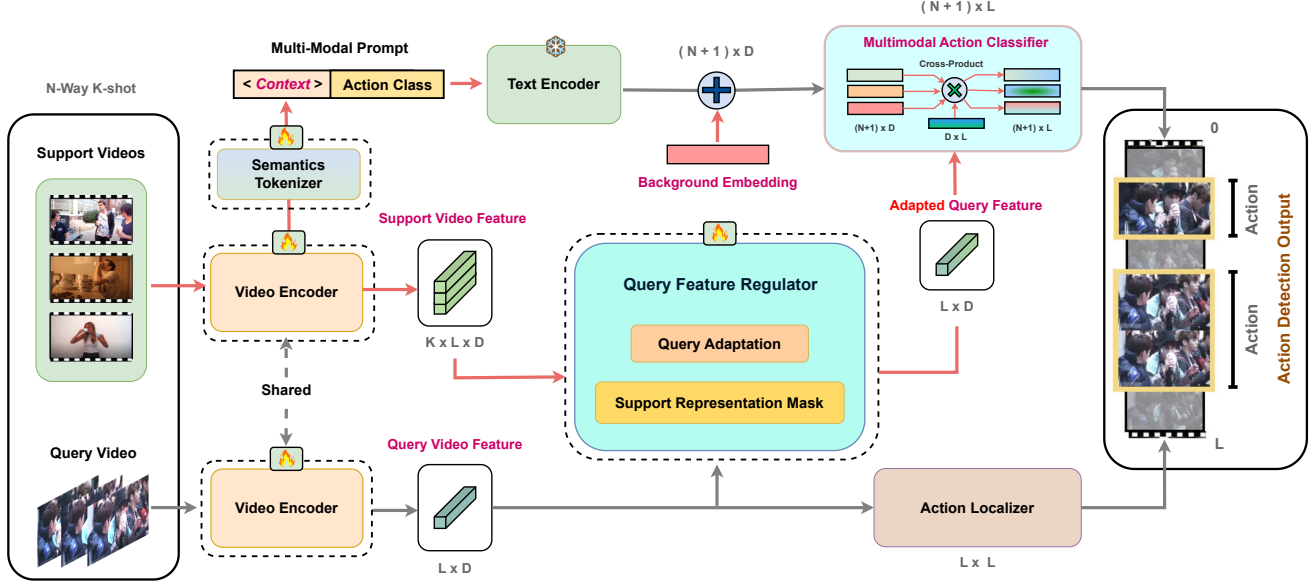 ( N + 1 ) x L
Multi-Modal Prompt
< Context >
Action Class
Text Encoder
( N + 1 ) x D
Multimodal Action Classifier
Cross-Product
(N+1) x D
D x L
(N+1) x L
N-Way K-shot
Support Videos
Semantics
Tokenizer
Background Embedding
0
Support Video Feature
Adapted Query Feature
Video Encoder
Query Feature Regulator
K x L x D
L x D
Query Adaptation
Support Representation Mask
Shared
Action
Action
Action Detection Output
L
Query Video
Query Video Feature
Video Encoder
Action Localizer
L x D
L x L